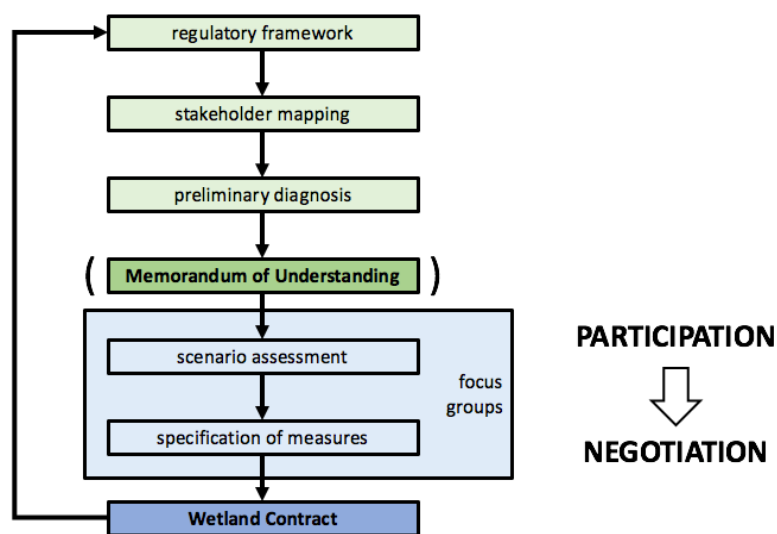 regulatory framework
stakeholder mapping
preliminary diagnosis
( Memorandum of Understanding )
scenario assessment
focus
groups
specification of measures
Wetland Contract
PARTICIPATION
NEGOTIATION